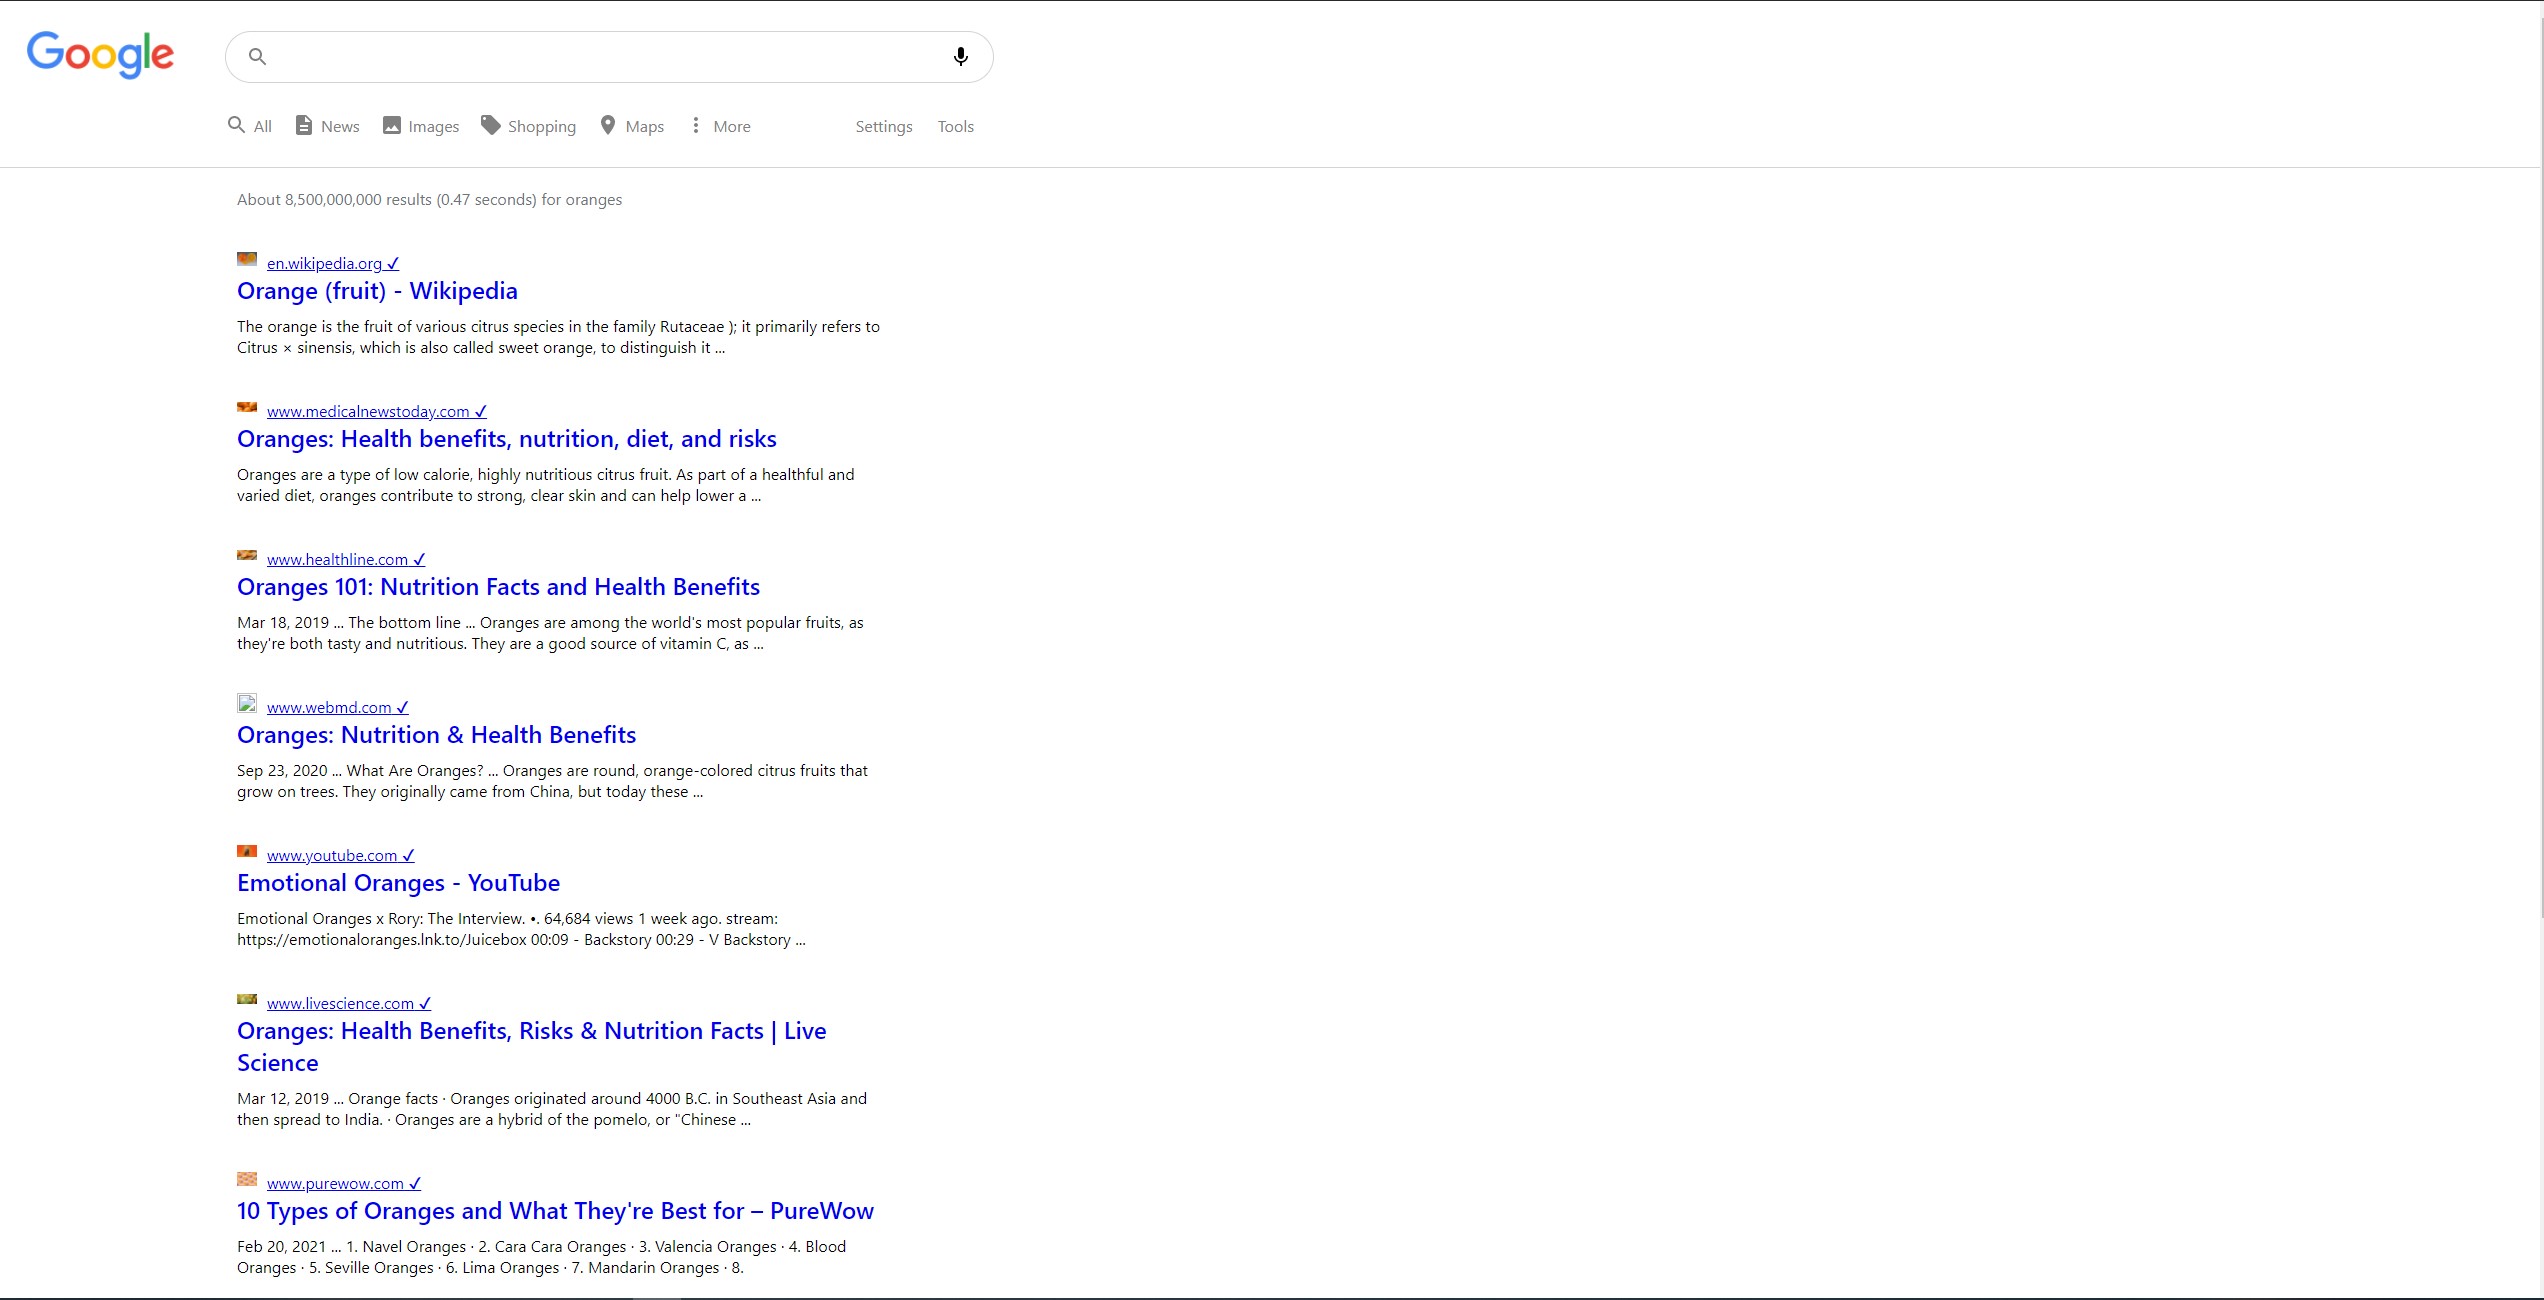 Google
All News Images Shopping Maps More Settings Tools
About 8,500,000,000 results (0.47 seconds) for oranges
en.wikipedia.org ✓
Orange (fruit) - Wikipedia
The orange is the fruit of various citrus species in the family Rutaceae ); it primarily refers to
Citrus × sinensis, which is also called sweet orange, to distinguish it ...
www.medicalnewstoday.com ✓
Oranges: Health benefits, nutrition, diet, and risks
Oranges are a type of low calorie, highly nutritious citrus fruit. As part of a healthful and
varied diet, oranges contribute to strong, clear skin and can help lower a ...
www.healthline.com ✓
Oranges 101: Nutrition Facts and Health Benefits
Mar 18, 2019 ... The bottom line ... Oranges are among the world's most popular fruits, as
they're both tasty and nutritious. They are a good source of vitamin C, as ...
www.webmd.com ✓
Oranges: Nutrition & Health Benefits
Sep 23, 2020 ... What Are Oranges? ... Oranges are round, orange-colored citrus fruits that
grow on trees. They originally came from China, but today these ...
www.youtube.com ✓
Emotional Oranges - YouTube
Emotional Oranges x Rory: The Interview. •. 64,684 views 1 week ago. stream:
https://emotionaloranges.lnk.to/Juicebox 00:09 - Backstory 00:29 - V Backstory ...
www.livescience.com ✓
Oranges: Health Benefits, Risks & Nutrition Facts | Live
Science
Mar 12, 2019 ... Orange facts · Oranges originated around 4000 B.C. in Southeast Asia and
then spread to India. · Oranges are a hybrid of the pomelo, or "Chinese ...
www.purewow.com ✓
10 Types of Oranges and What They're Best for – PureWow
Feb 20, 2021 ... 1. Navel Oranges · 2. Cara Cara Oranges · 3. Valencia Oranges · 4. Blood
Oranges · 5. Seville Oranges · 6. Lima Oranges · 7. Mandarin Oranges · 8.